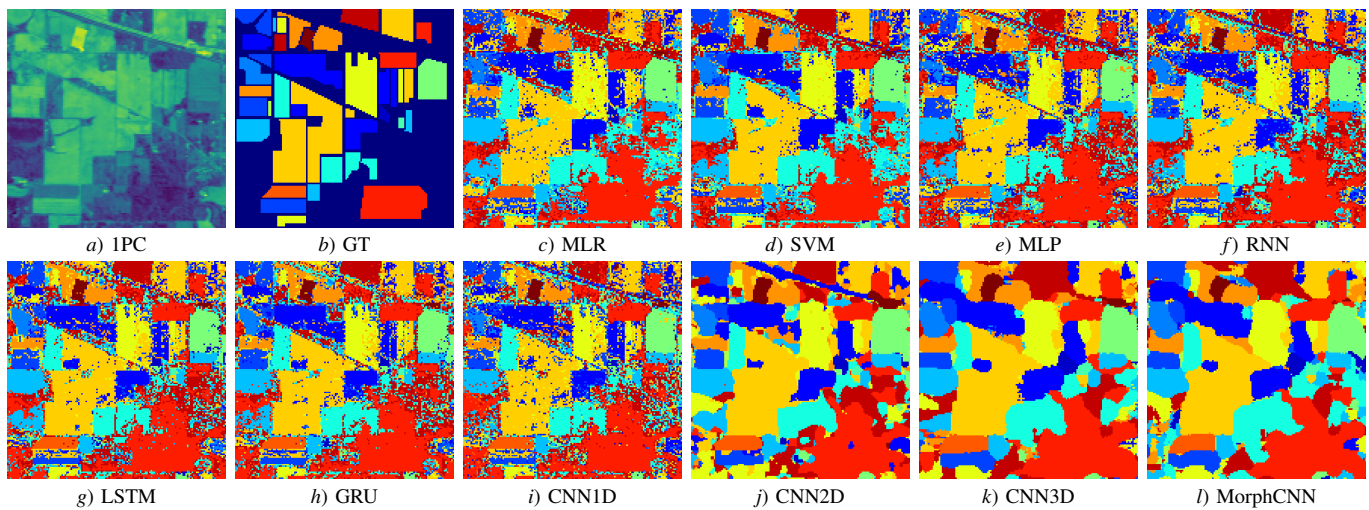 a) 1PC b) GT c) MLR d) SVM e) MLP f) RNN
g) LSTM h) GRU i) CNN1D j) CNN2D k) CNN3D l) MorphCNN